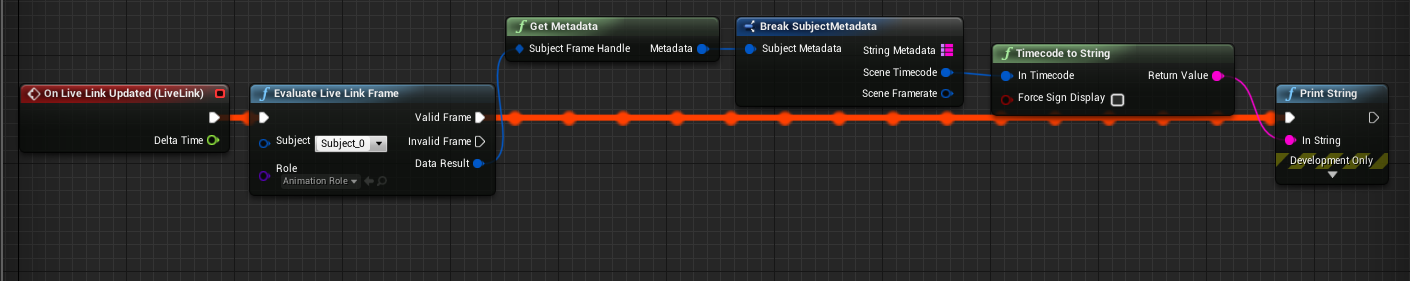 On Live Link Updated (LiveLink)
Delta Time
Evaluate Live Link Frame
Valid Frame
Subject
Subject_0
Invalid Frame
Data Result
Role
Animation Role
Get Metadata
Subject Frame Handle
Metadata
Break SubjectMetadata
Subject Metadata
String Metadata
Scene Timecode
Scene Framerate
Timecode to String
In Timecode
Return Value
Force Sign Display
Print String
In String
Development Only